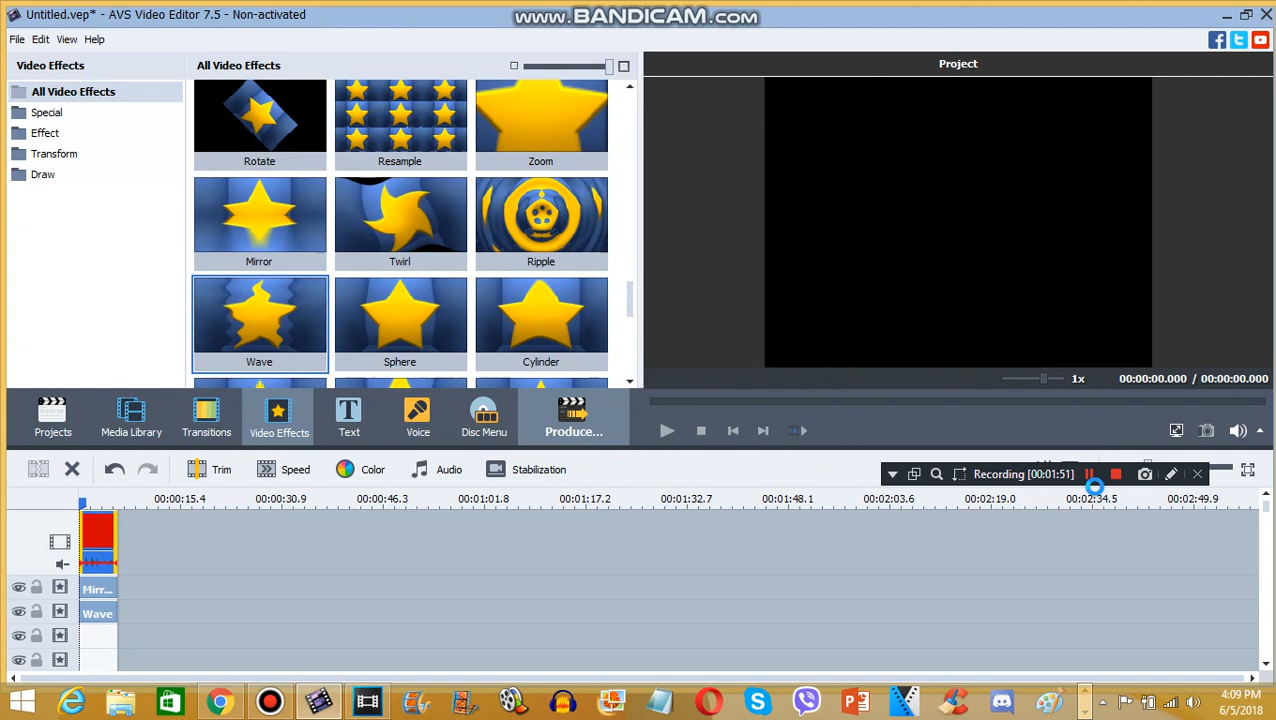 Untitled.vep* - AVS Video Editor 7.5 - Non-activated
www.BANDICAM.com
File Edit View Help
Video Effects
All Video Effects
Project
All Video Effects
Special
Effect
Transform
Draw
Rotate Resample Zoom
Mirror Twirl Ripple
Wave Sphere Cylinder
1x 00:00:00.000 / 00:00:00.000
Projects Media Library Transitions Video Effects Text Voice Disc Menu Produce...
Trim Speed Color Audio Stabilization
Recording [00:01:51]
00:00:15.4 00:00:30.9 00:00:46.3 00:01:01.8 00:01:17.2 00:01:32.7 00:01:48.1 00:02:03.6 00:02:19.0 00:02:34.5 00:02:49.9
Mirr...
Wave
4:09 PM
6/5/2018